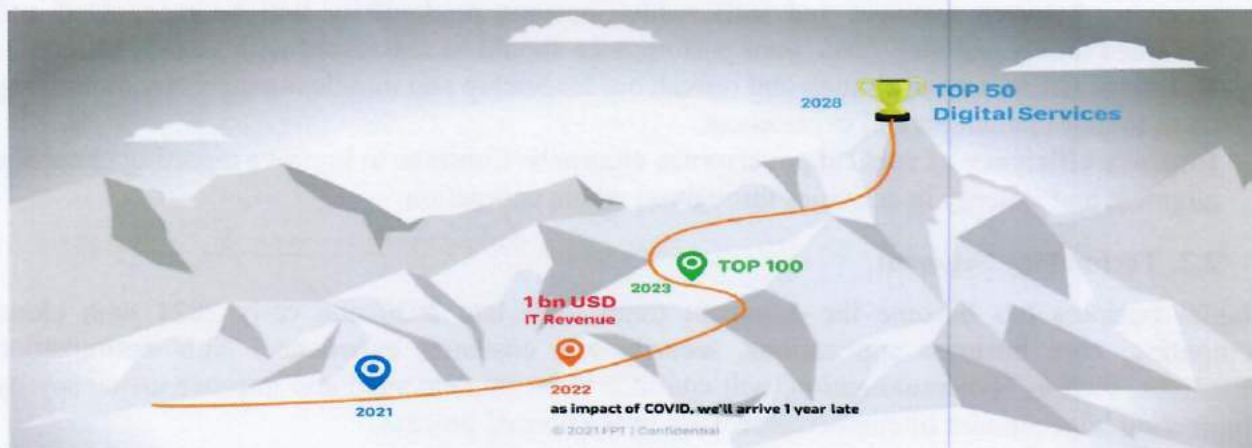 2028
TOP 50
Digital Services
TOP 100
2023
1 bn USD
IT Revenue
2021
2022
as impact of COVID, we'll arrive 1 year late
© 2021 FPT | Confidential